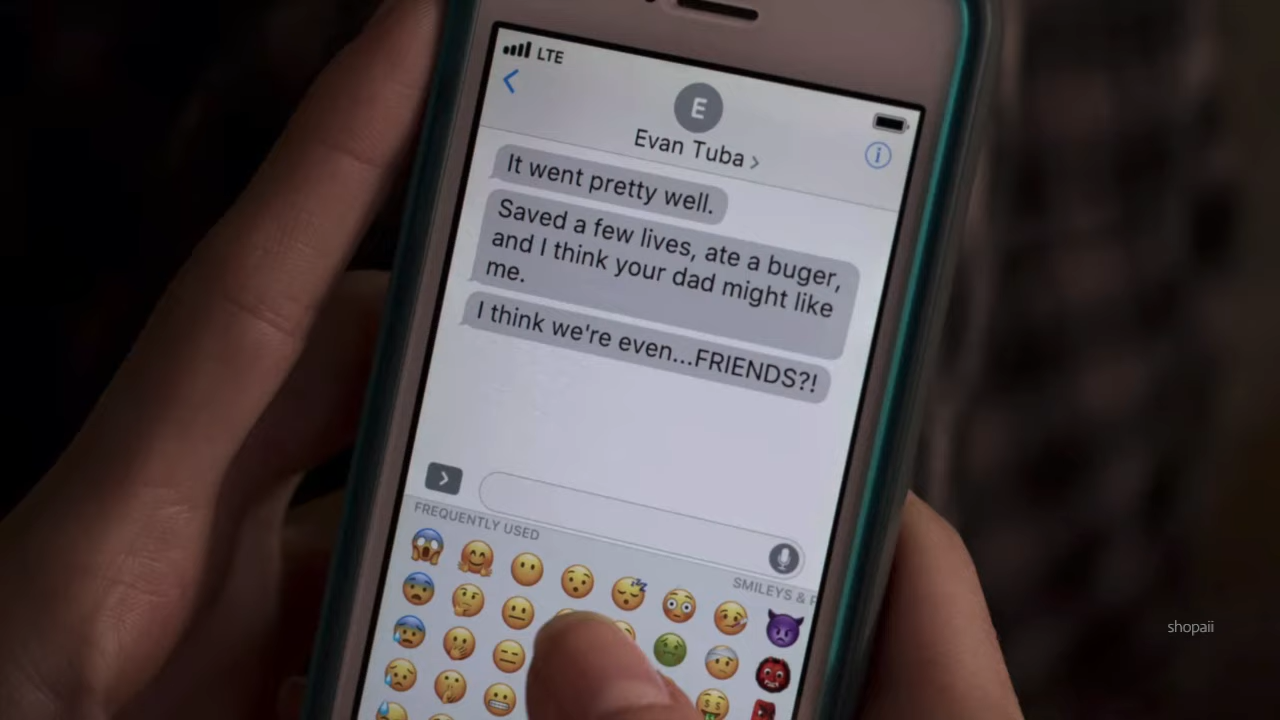 LTE
E
Evan Tuba >
It went pretty well.
Saved a few lives, ate a buger,
and I think your dad might like
me.
I think we're even...FRIENDS?!
FREQUENTLY USED
SMILEYS &
shopaii